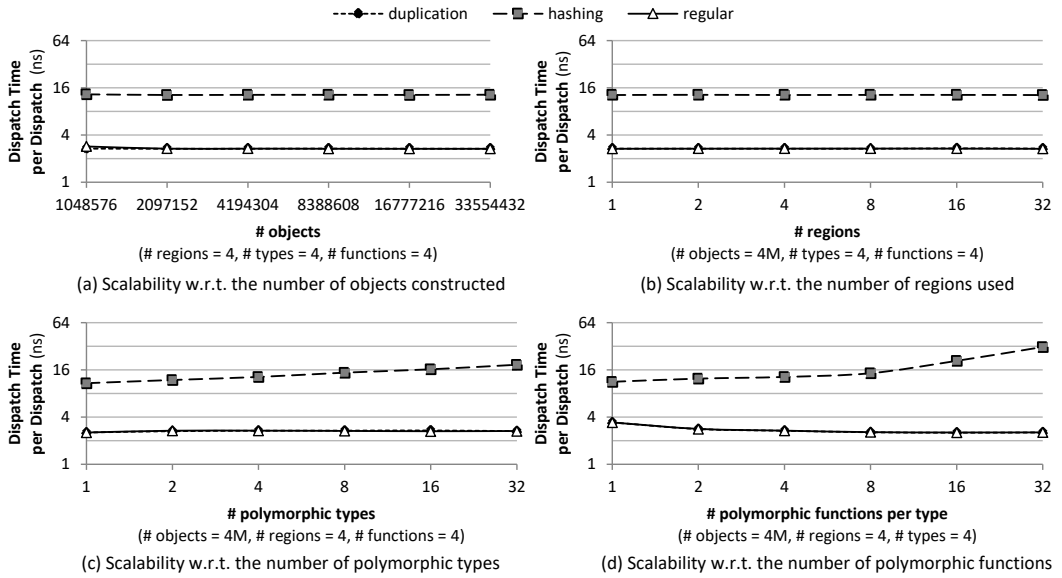 duplication hashing regular
64
16
4
1
Dispatch Time
per Dispatch (ns)
1048576 2097152 4194304 8388608 16777216 33554432
# objects
(# regions = 4, # types = 4, # functions = 4)
(a) Scalability w.r.t. the number of objects constructed
64
16
4
1
Dispatch Time
per Dispatch (ns)
1 2 4 8 16 32
# regions
(# objects = 4M, # types = 4, # functions = 4)
(b) Scalability w.r.t. the number of regions used
64
16
4
1
Dispatch Time
per Dispatch (ns)
1 2 4 8 16 32
# polymorphic types
(# objects = 4M, # regions = 4, # functions = 4)
(c) Scalability w.r.t. the number of polymorphic types
64
16
4
1
Dispatch Time
per Dispatch (ns)
1 2 4 8 16 32
# polymorphic functions per type
(# objects = 4M, # regions = 4, # types = 4)
(d) Scalability w.r.t. the number of polymorphic functions